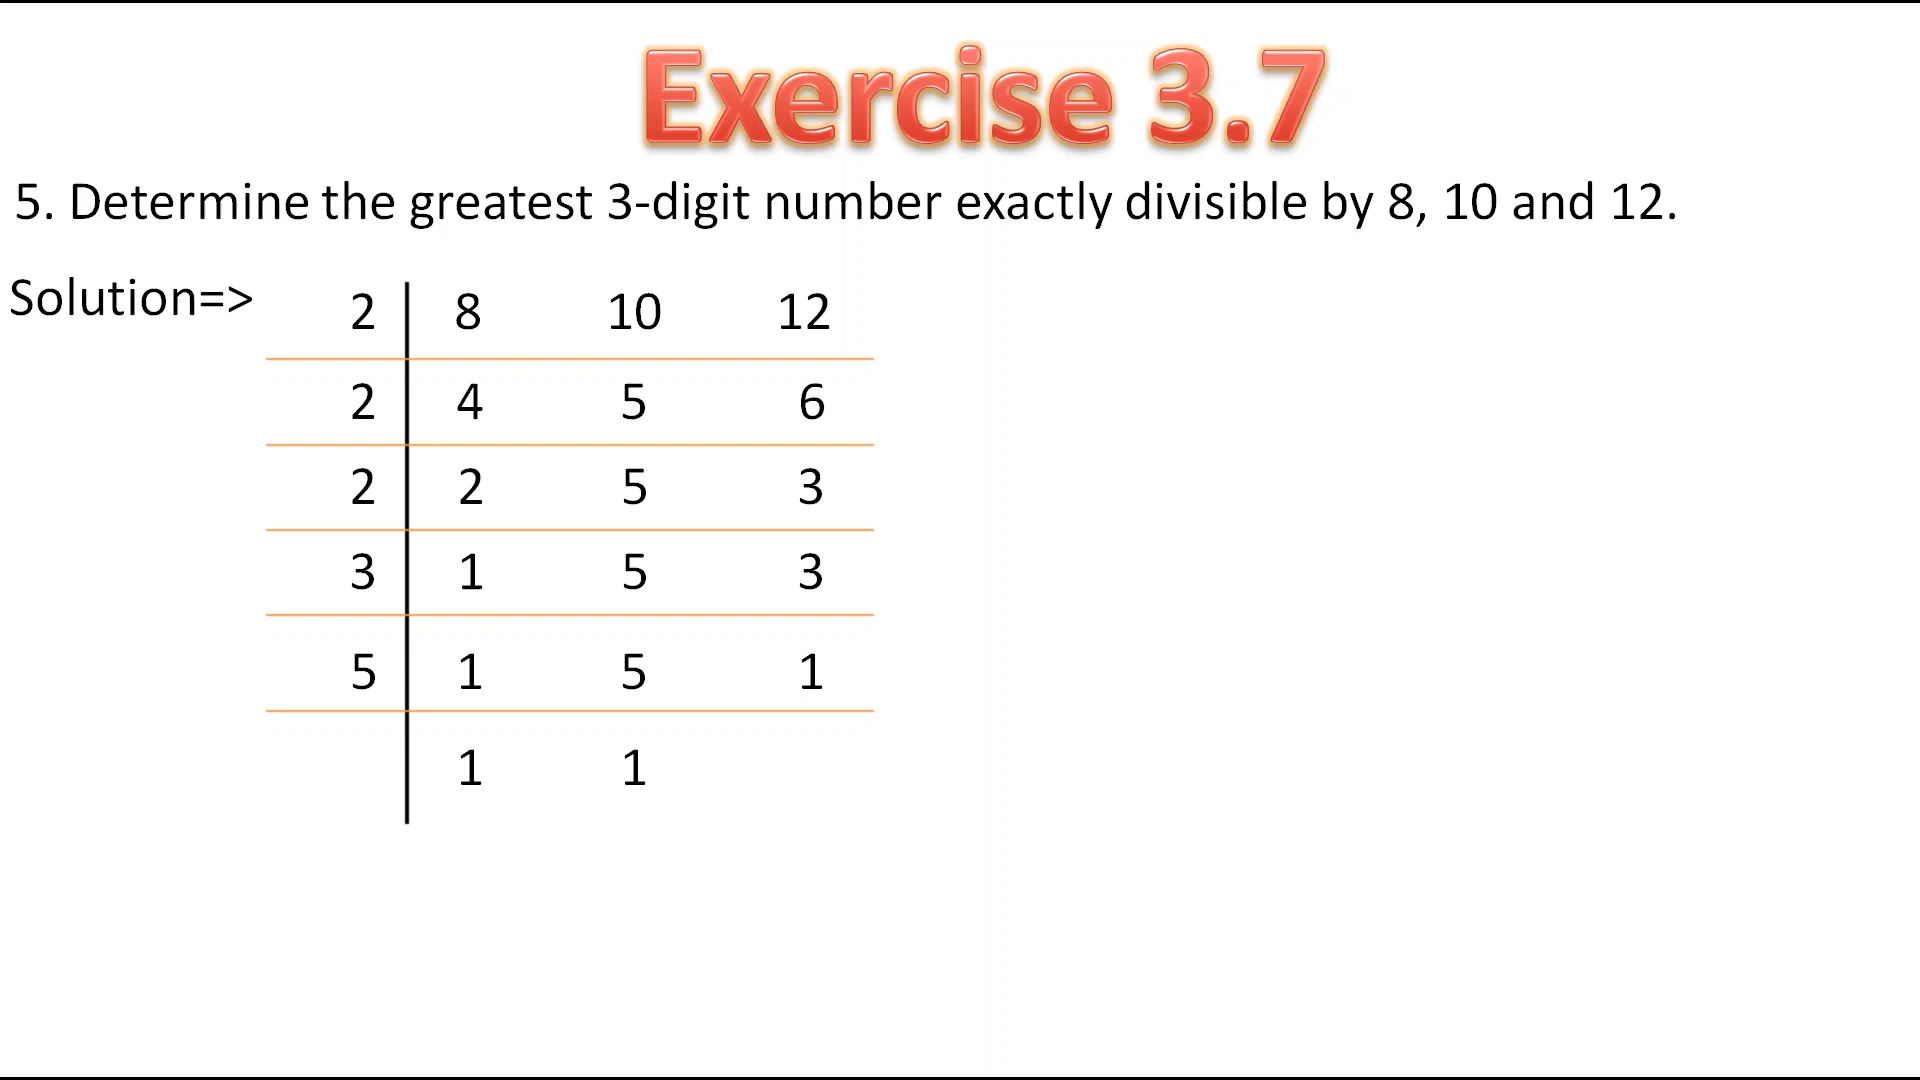 Exercise 3.7
5. Determine the greatest 3-digit number exactly divisible by 8, 10 and 12.
Solution=> 2 8 10 12
2 4 5 6
2 2 5 3
3 1 5 3
5 1 5 1
1 1